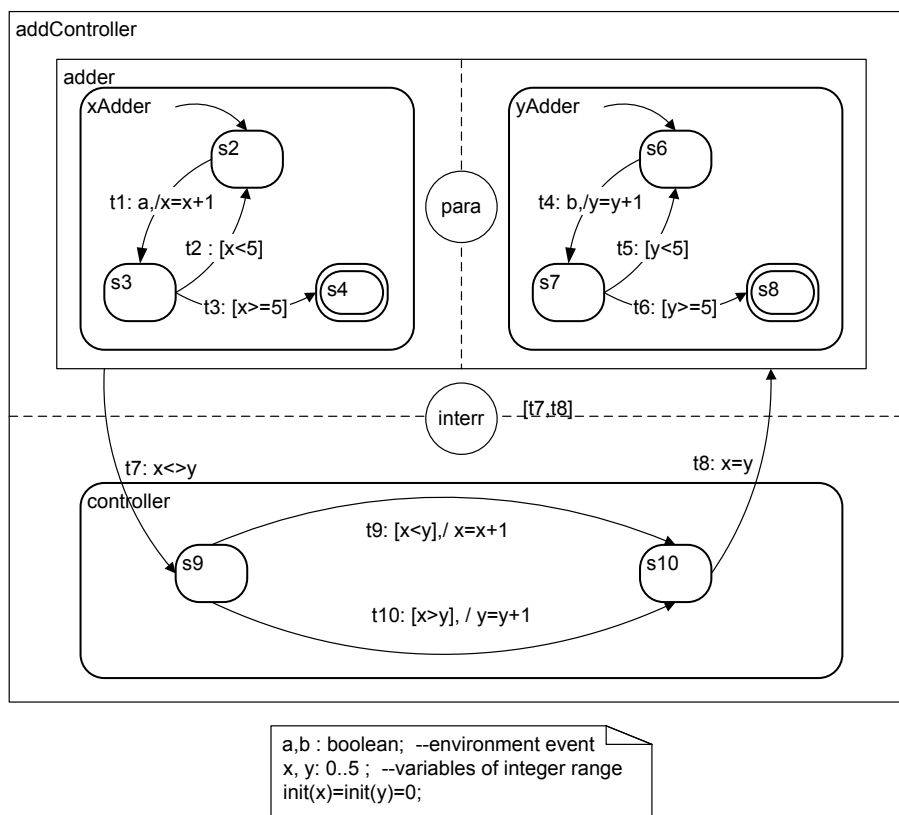 addController
adder
xAdder
yAdder
s2
s6
t1: a,/x=x+1
para
t4: b,/y=y+1
t2 : [x<5]
t5: [y<5]
s3
s4
s7
s8
t3: [x>=5]
t6: [y>=5]
interr
[t7,t8]
t7: x<>y
t8: x=y
controller
t9: [x<y],/ x=x+1
s9
s10
t10: [x>y], / y=y+1
a,b : boolean;  --environment event
x, y: 0..5 ;  --variables of integer range
init(x)=init(y)=0;